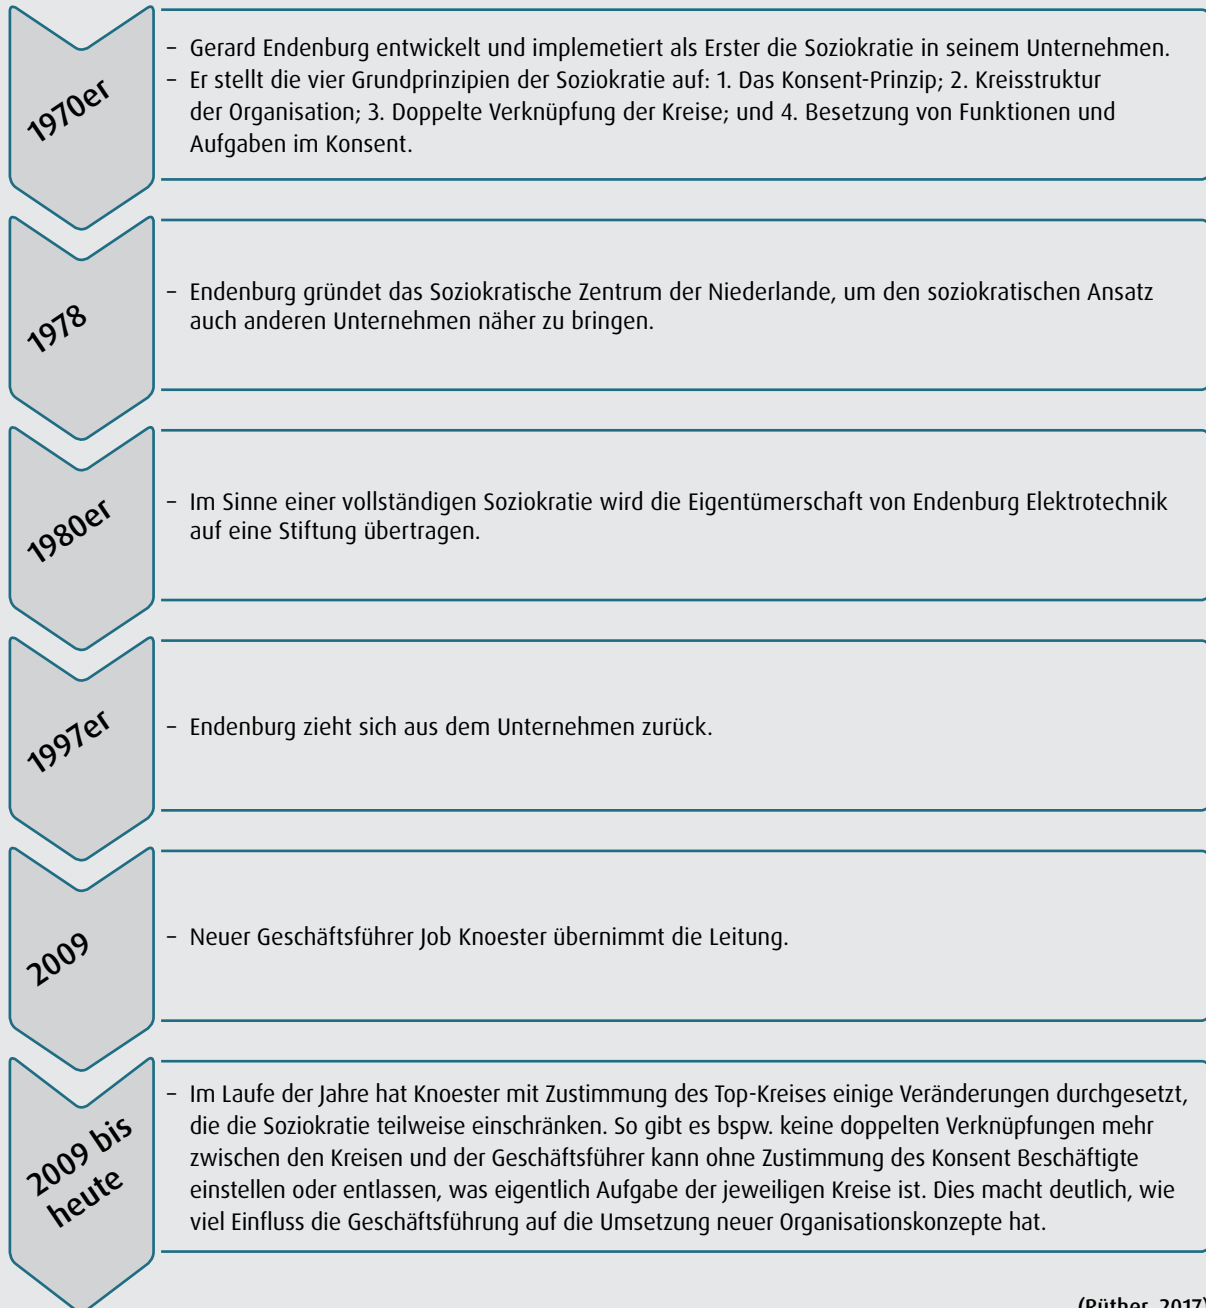 1970er
– Gerard Endenburg entwickelt und implemetiert als Erster die Soziokratie in seinem Unternehmen.
– Er stellt die vier Grundprinzipien der Soziokratie auf: 1. Das Konsent-Prinzip; 2. Kreisstruktur
der Organisation; 3. Doppelte Verknüpfung der Kreise; und 4. Besetzung von Funktionen und
Aufgaben im Konsent.
1978
– Endenburg gründet das Soziokratische Zentrum der Niederlande, um den soziokratischen Ansatz
auch anderen Unternehmen näher zu bringen.
1980er
– Im Sinne einer vollständigen Soziokratie wird die Eigentümerschaft von Endenburg Elektrotechnik
auf eine Stiftung übertragen.
1997er
– Endenburg zieht sich aus dem Unternehmen zurück.
2009
– Neuer Geschäftsführer Job Knoester übernimmt die Leitung.
2009 bis
heute
– Im Laufe der Jahre hat Knoester mit Zustimmung des Top-Kreises einige Veränderungen durchgesetzt,
die die Soziokratie teilweise einschränken. So gibt es bspw. keine doppelten Verknüpfungen mehr
zwischen den Kreisen und der Geschäftsführer kann ohne Zustimmung des Konsent Beschäftigte
einstellen oder entlassen, was eigentlich Aufgabe der jeweiligen Kreise ist. Dies macht deutlich, wie
viel Einfluss die Geschäftsführung auf die Umsetzung neuer Organisationskonzepte hat.
(Rüther, 2017)